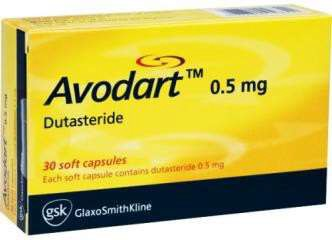 Avodart™ 0.5 mg
Dutasteride
30 soft capsules
Each soft capsule contains dutasteride 0.5 mg
gsk GlaxoSmithKline